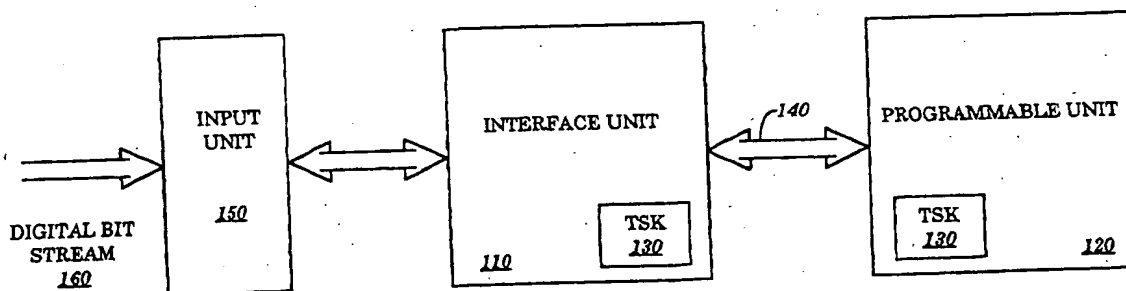 INPUT
UNIT
150
DIGITAL BIT
STREAM
160
INTERFACE UNIT
TSK
130
110
140
PROGRAMMABLE UNIT
TSK
130
120